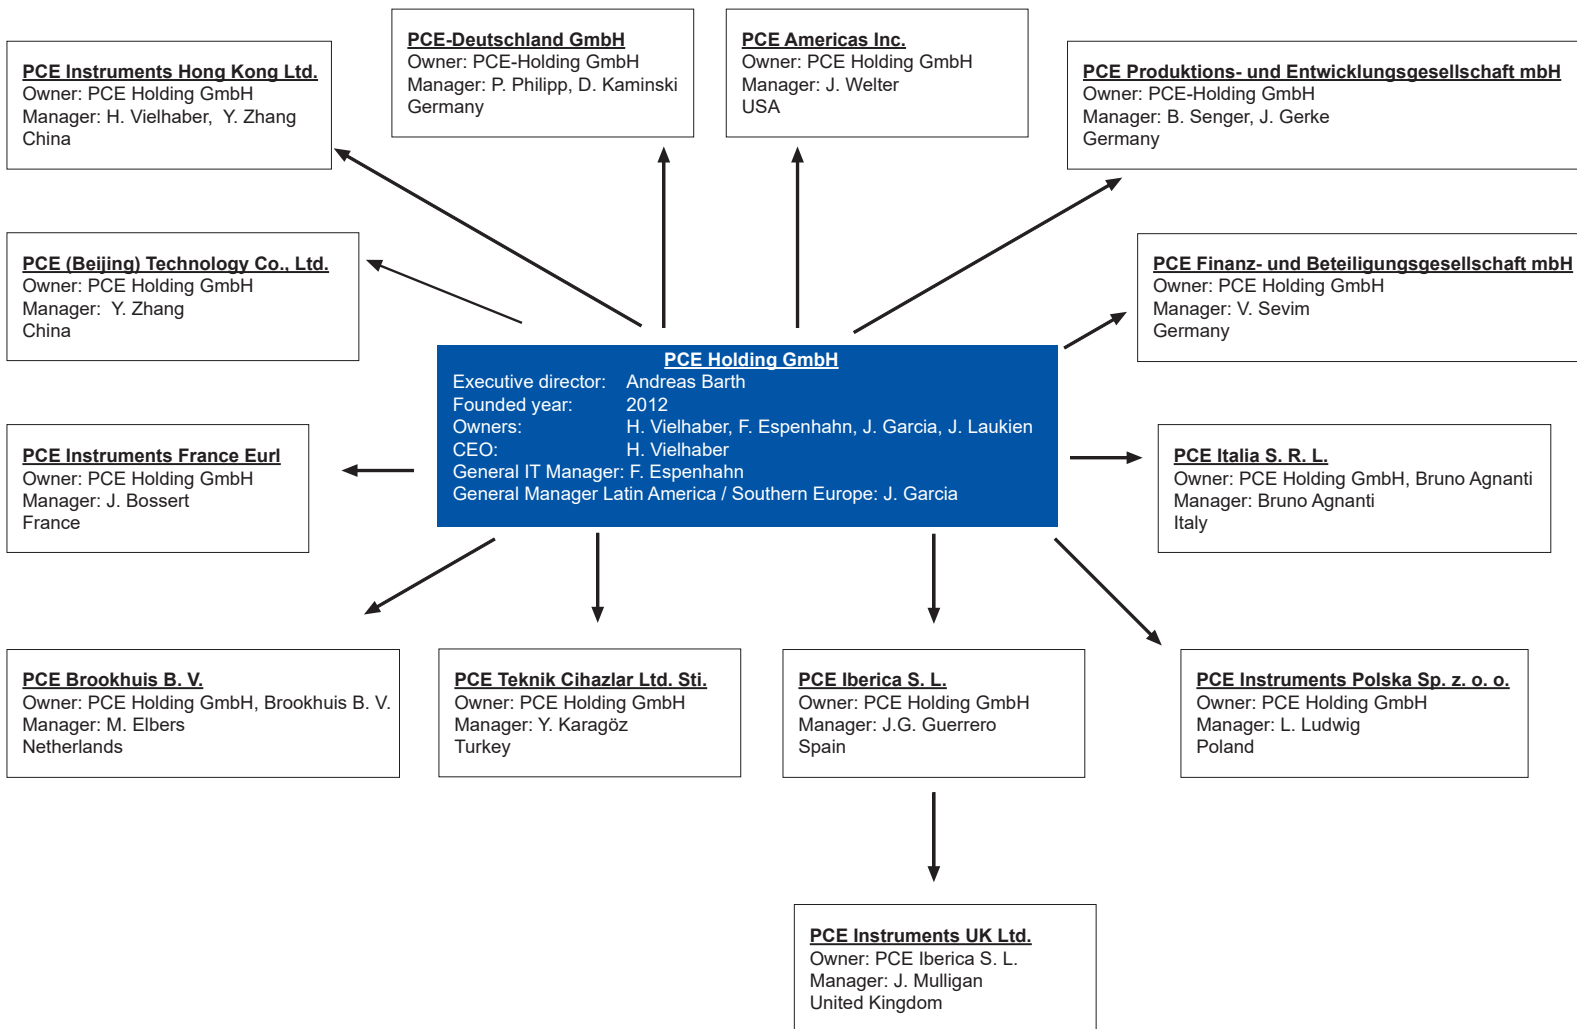 PCE Instruments Hong Kong Ltd.
Owner: PCE Holding GmbH
Manager: H. Vielhaber, Y. Zhang
China
PCE-Deutschland GmbH
Owner: PCE-Holding GmbH
Manager: P. Philipp, D. Kaminski
Germany
PCE Americas Inc.
Owner: PCE Holding GmbH
Manager: J. Welter
USA
PCE Produktions- und Entwicklungsgesellschaft mbH
Owner: PCE-Holding GmbH
Manager: B. Senger, J. Gerke
Germany
PCE (Beijing) Technology Co., Ltd.
Owner: PCE Holding GmbH
Manager: Y. Zhang
China
PCE Finanz- und Beteiligungsgesellschaft mbH
Owner: PCE Holding GmbH
Manager: V. Sevim
Germany
PCE Holding GmbH
Executive director: Andreas Barth
Founded year: 2012
Owners: H. Vielhaber, F. Espenhahn, J. Garcia, J. Laukien
CEO: H. Vielhaber
General IT Manager: F. Espenhahn
General Manager Latin America / Southern Europe: J. Garcia
PCE Instruments France Eurl
Owner: PCE Holding GmbH
Manager: J. Bossert
France
PCE Italia S. R. L.
Owner: PCE Holding GmbH, Bruno Agnanti
Manager: Bruno Agnanti
Italy
PCE Brookhuis B. V.
Owner: PCE Holding GmbH, Brookhuis B. V.
Manager: M. Elbers
Netherlands
PCE Teknik Cihazlar Ltd. Sti.
Owner: PCE Holding GmbH
Manager: Y. Karagöz
Turkey
PCE Iberica S. L.
Owner: PCE Holding GmbH
Manager: J.G. Guerrero
Spain
PCE Instruments Polska Sp. z. o. o.
Owner: PCE Holding GmbH
Manager: L. Ludwig
Poland
PCE Instruments UK Ltd.
Owner: PCE Iberica S. L.
Manager: J. Mulligan
United Kingdom